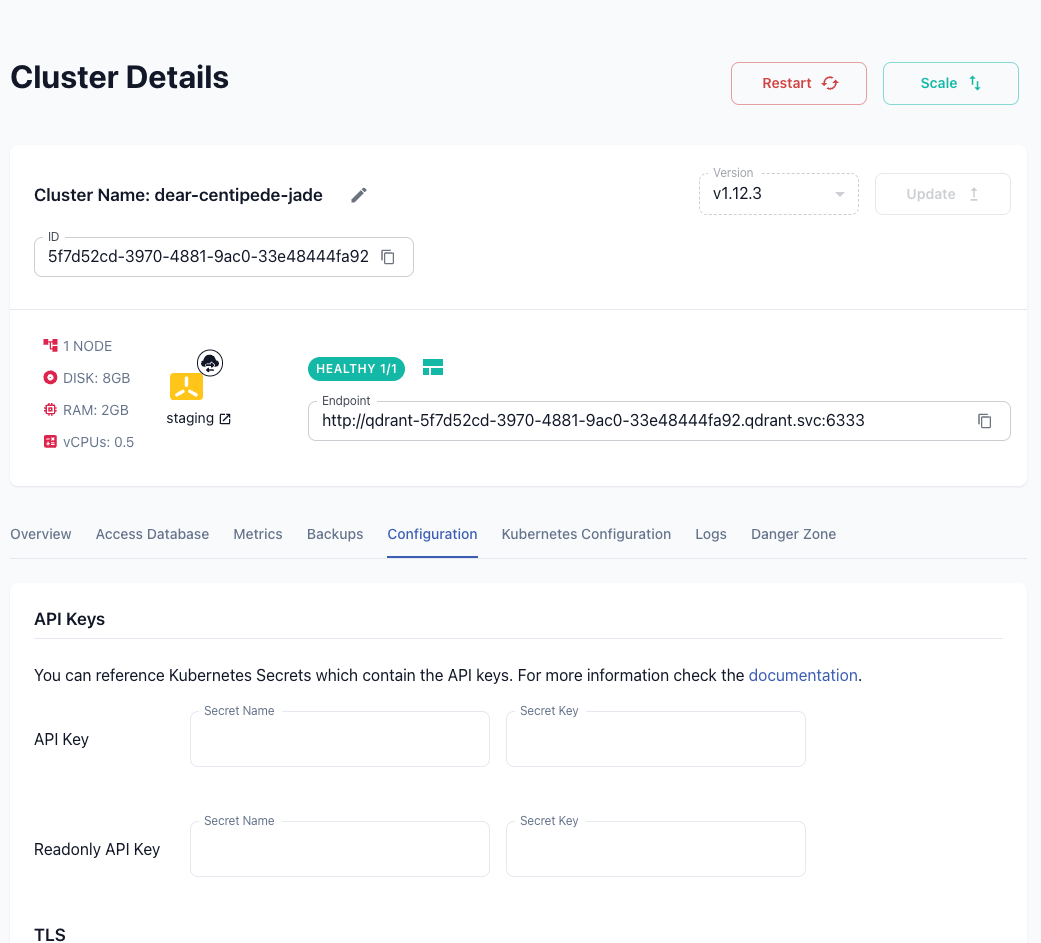 Cluster Details
Restart
Scale
Cluster Name: dear-centipede-jade
Version
v1.12.3
Update
ID
5f7d52cd-3970-4881-9ac0-33e48444fa92
1 NODE
DISK: 8GB
RAM: 2GB
vCPUs: 0.5
staging
HEALTHY 1/1
Endpoint
http://qdrant-5f7d52cd-3970-4881-9ac0-33e48444fa92.qdrant.svc:6333
Overview Access Database Metrics Backups Configuration Kubernetes Configuration Logs Danger Zone
API Keys
You can reference Kubernetes Secrets which contain the API keys. For more information check the documentation.
API Key
Secret Name
Secret Key
Readonly API Key
Secret Name
Secret Key
TLS